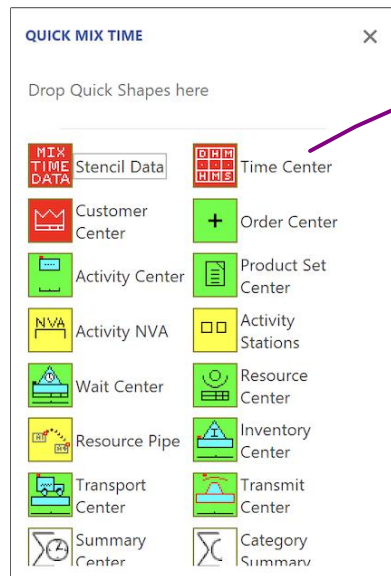 QUICK MIX TIME
Drop Quick Shapes here
MIX
TIME
DATA
Stencil Data
DHM
HMS
Time Center
Customer
Center
Order Center
Activity Center
Product Set
Center
NVA
Activity NVA
Activity
Stations
Wait Center
Resource
Center
Resource Pipe
I
Inventory
Center
Transport
Center
Transmit
Center
Summary
Center
Category
Summary